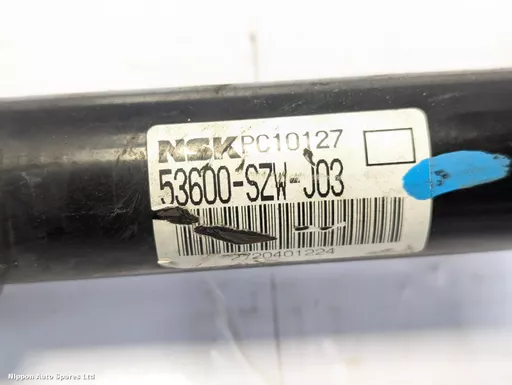 NSK PC10127
53600-SZW-J03
2720401224
Nippon Auto Spares Ltd